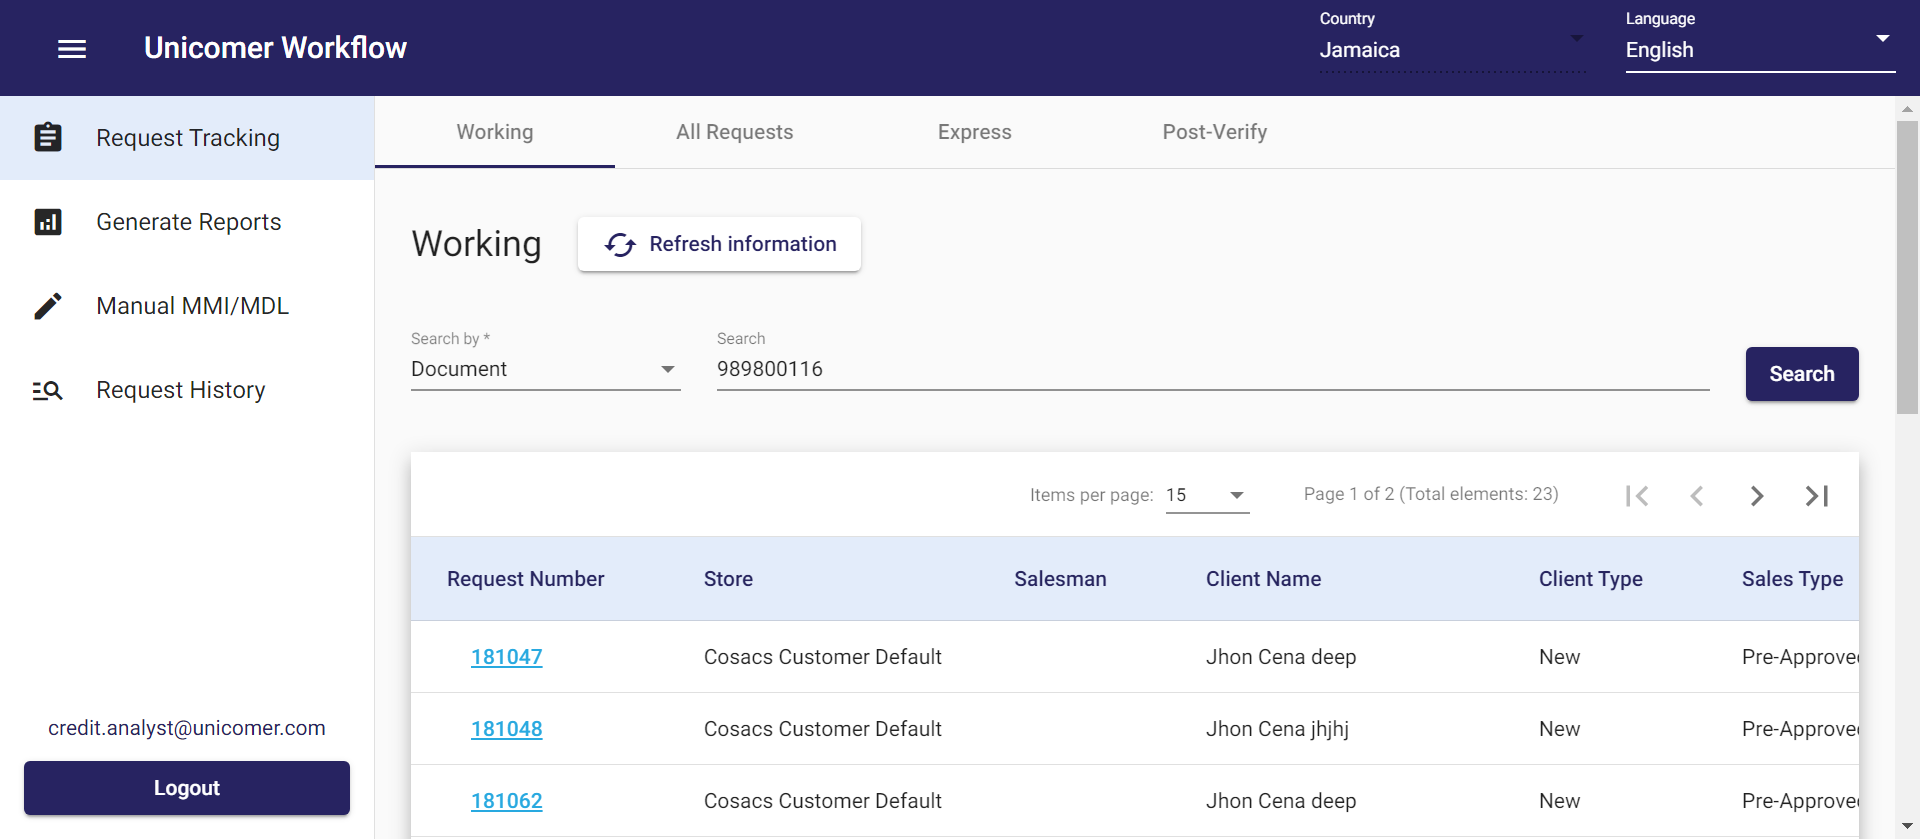 Unicomer Workflow
Country
Jamaica
Language
English
Request Tracking
Generate Reports
Manual MMI/MDL
Request History
credit.analyst@unicomer.com
Logout
Working All Requests Express Post-Verify
Working Refresh information
Search by *
Document
Search
989800116
Search
Items per page: 15 Page 1 of 2 (Total elements: 23)
Request Number Store Salesman Client Name Client Type Sales Type
181047 Cosacs Customer Default Jhon Cena deep New Pre-Approve
181048 Cosacs Customer Default Jhon Cena jhjhj New Pre-Approve
181062 Cosacs Customer Default Jhon Cena deep New Pre-Approve